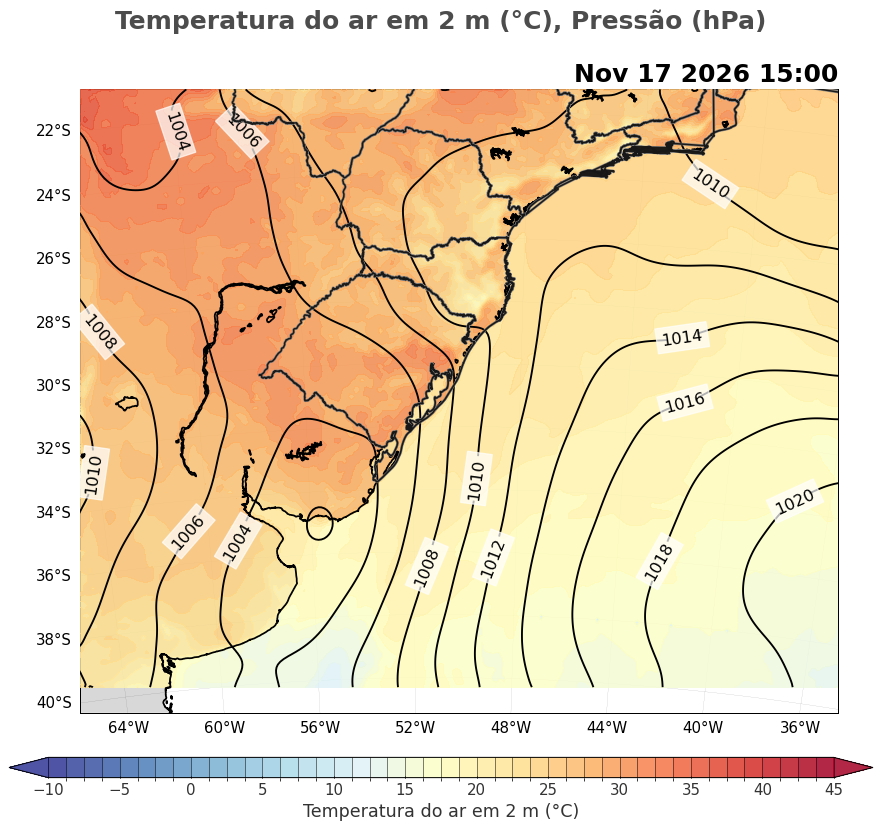 Temperatura do ar em 2 m (°C), Pressão (hPa)
Nov 17 2026 15:00
22°S
24°S
26°S
28°S
30°S
32°S
34°S
36°S
38°S
40°S
1004
1006
1010
1008
1014
1016
1010
1010
1020
1006
1004
1008
1012
1018
64°W
60°W
56°W
52°W
48°W
44°W
40°W
36°W
−10
−5
0
5
10
15
20
25
30
35
40
45
Temperatura do ar em 2 m (°C)